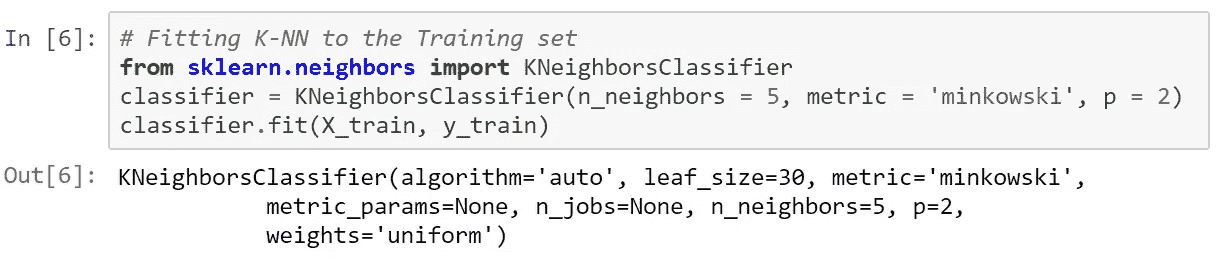 In [6]: # Fitting K-NN to the Training set
from sklearn.neighbors import KNeighborsClassifier
classifier = KNeighborsClassifier(n_neighbors = 5, metric = 'minkowski', p = 2)
classifier.fit(X_train, y_train)
Out[6]: KNeighborsClassifier(algorithm='auto', leaf_size=30, metric='minkowski',
metric_params=None, n_jobs=None, n_neighbors=5, p=2,
weights='uniform')